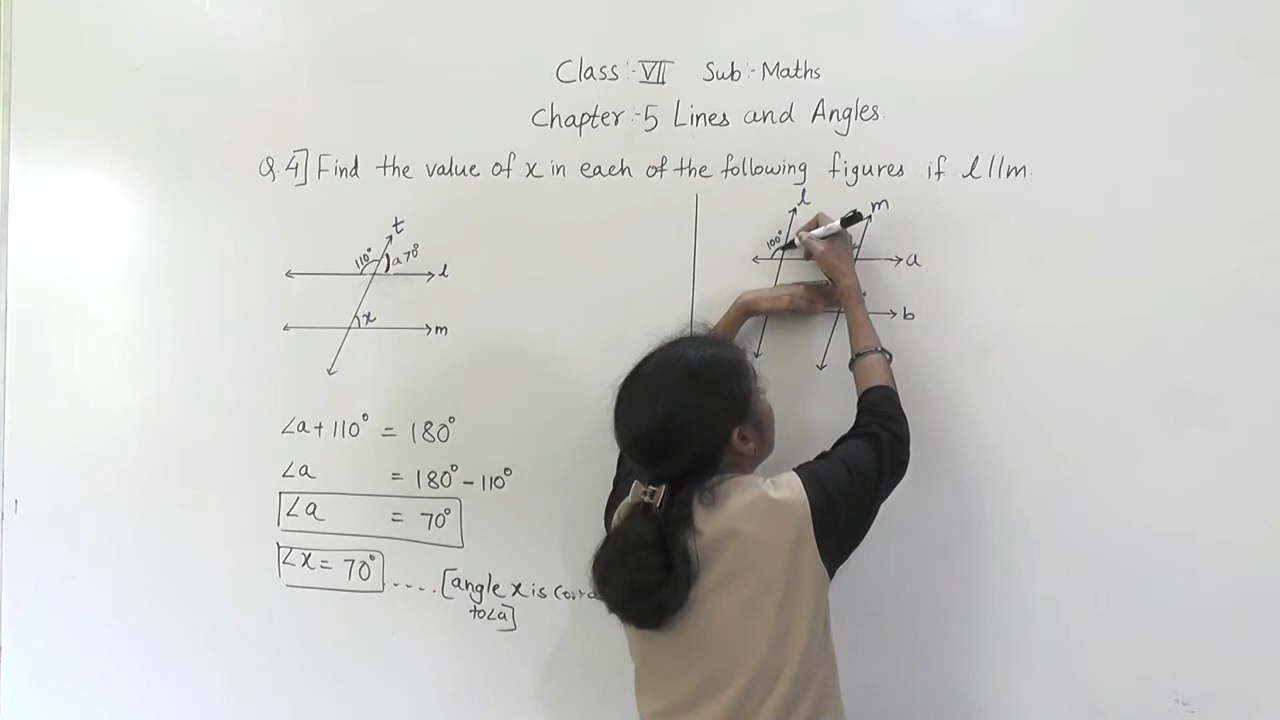 Class:- VII Sub:- Maths
Chapter:-5 Lines and Angles.
Q.4] Find the value of x in each of the following figures if l || m.
t
110° a 70°
l
x
m
l
m
100°
a
b
∠a + 110° = 180°
∠a = 180° - 110°
∠a = 70°
∠x = 70° .... [angle x is
to ∠a]